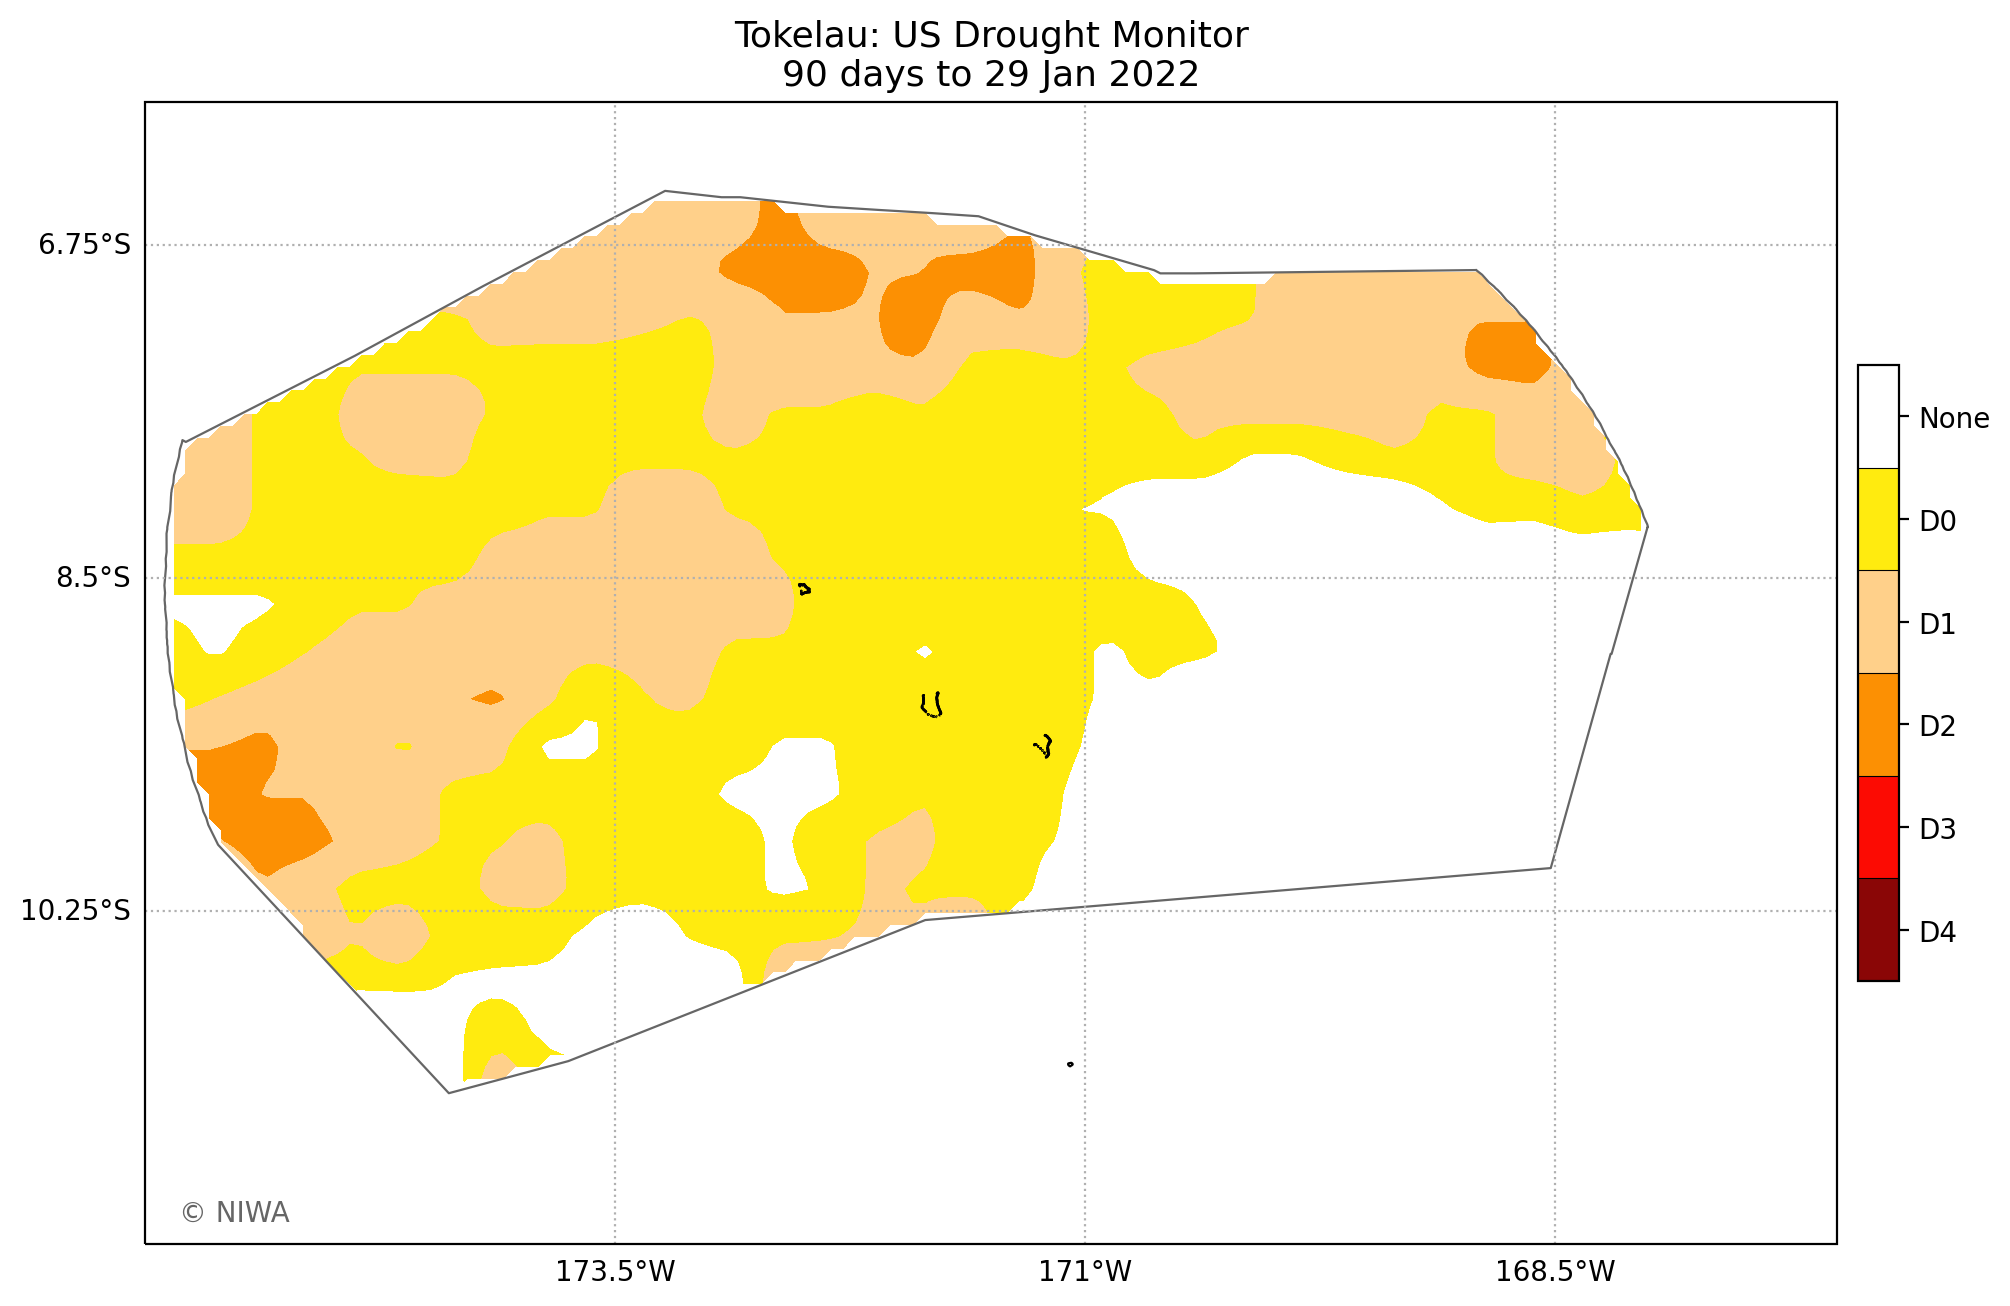 Tokelau: US Drought Monitor
90 days to 29 Jan 2022
6.75°S
8.5°S
10.25°S
173.5°W
171°W
168.5°W
None
D0
D1
D2
D3
D4
© NIWA